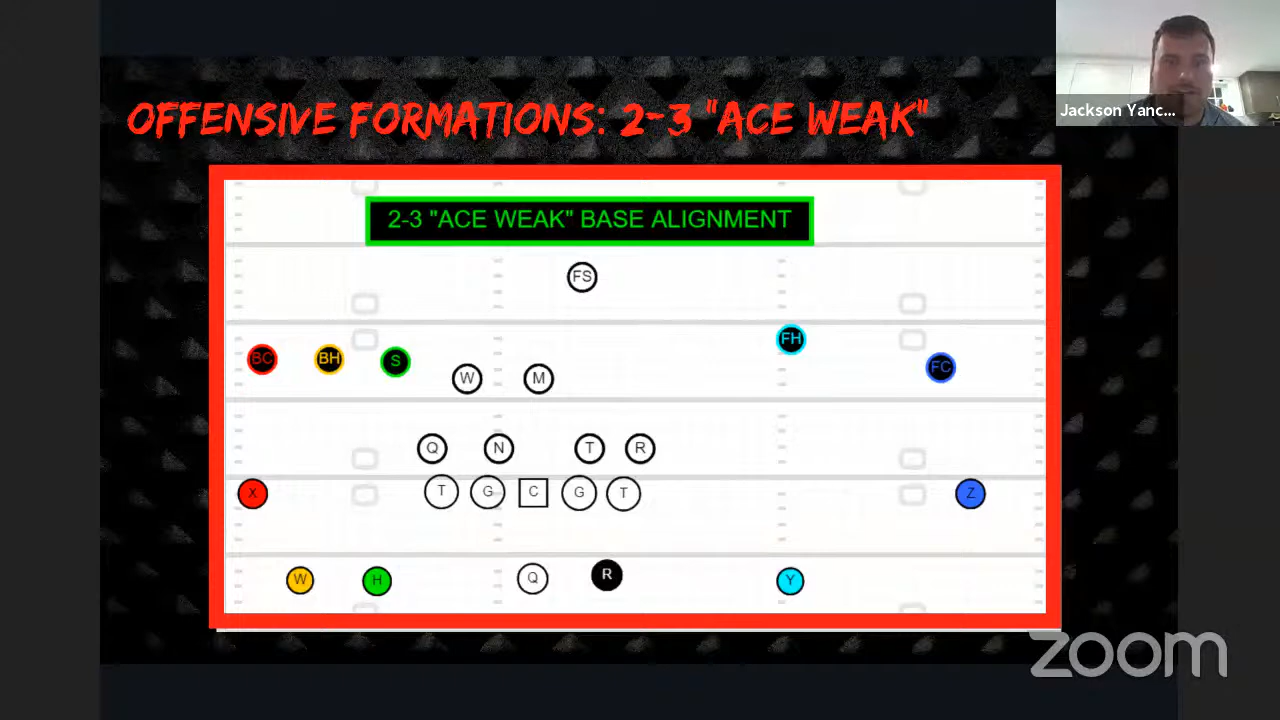 Jackson Yanc...
OFFENSIVE FORMATIONS: 2-3 "ACE WEAK"
2-3 "ACE WEAK" BASE ALIGNMENT
FS
FH
BC BH S FC
W M
Q N T R
X T G C G T Z
W H Q R Y
zoom